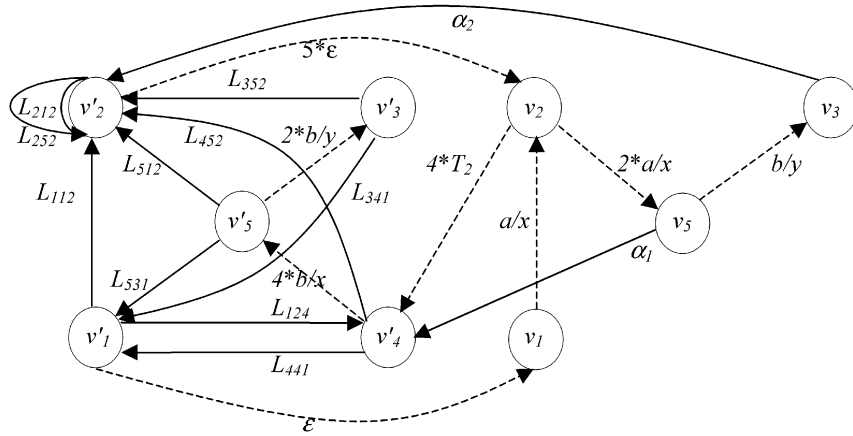 α2
5*ε
L352
v'2
L212
L252
L452
v'3
v2
v3
2*b/y
L512
4*T2
2*a/x
b/y
L112
L341
v'5
a/x
v5
L531
4*b/x
α1
L124
v'1
v'4
v1
L441
ε